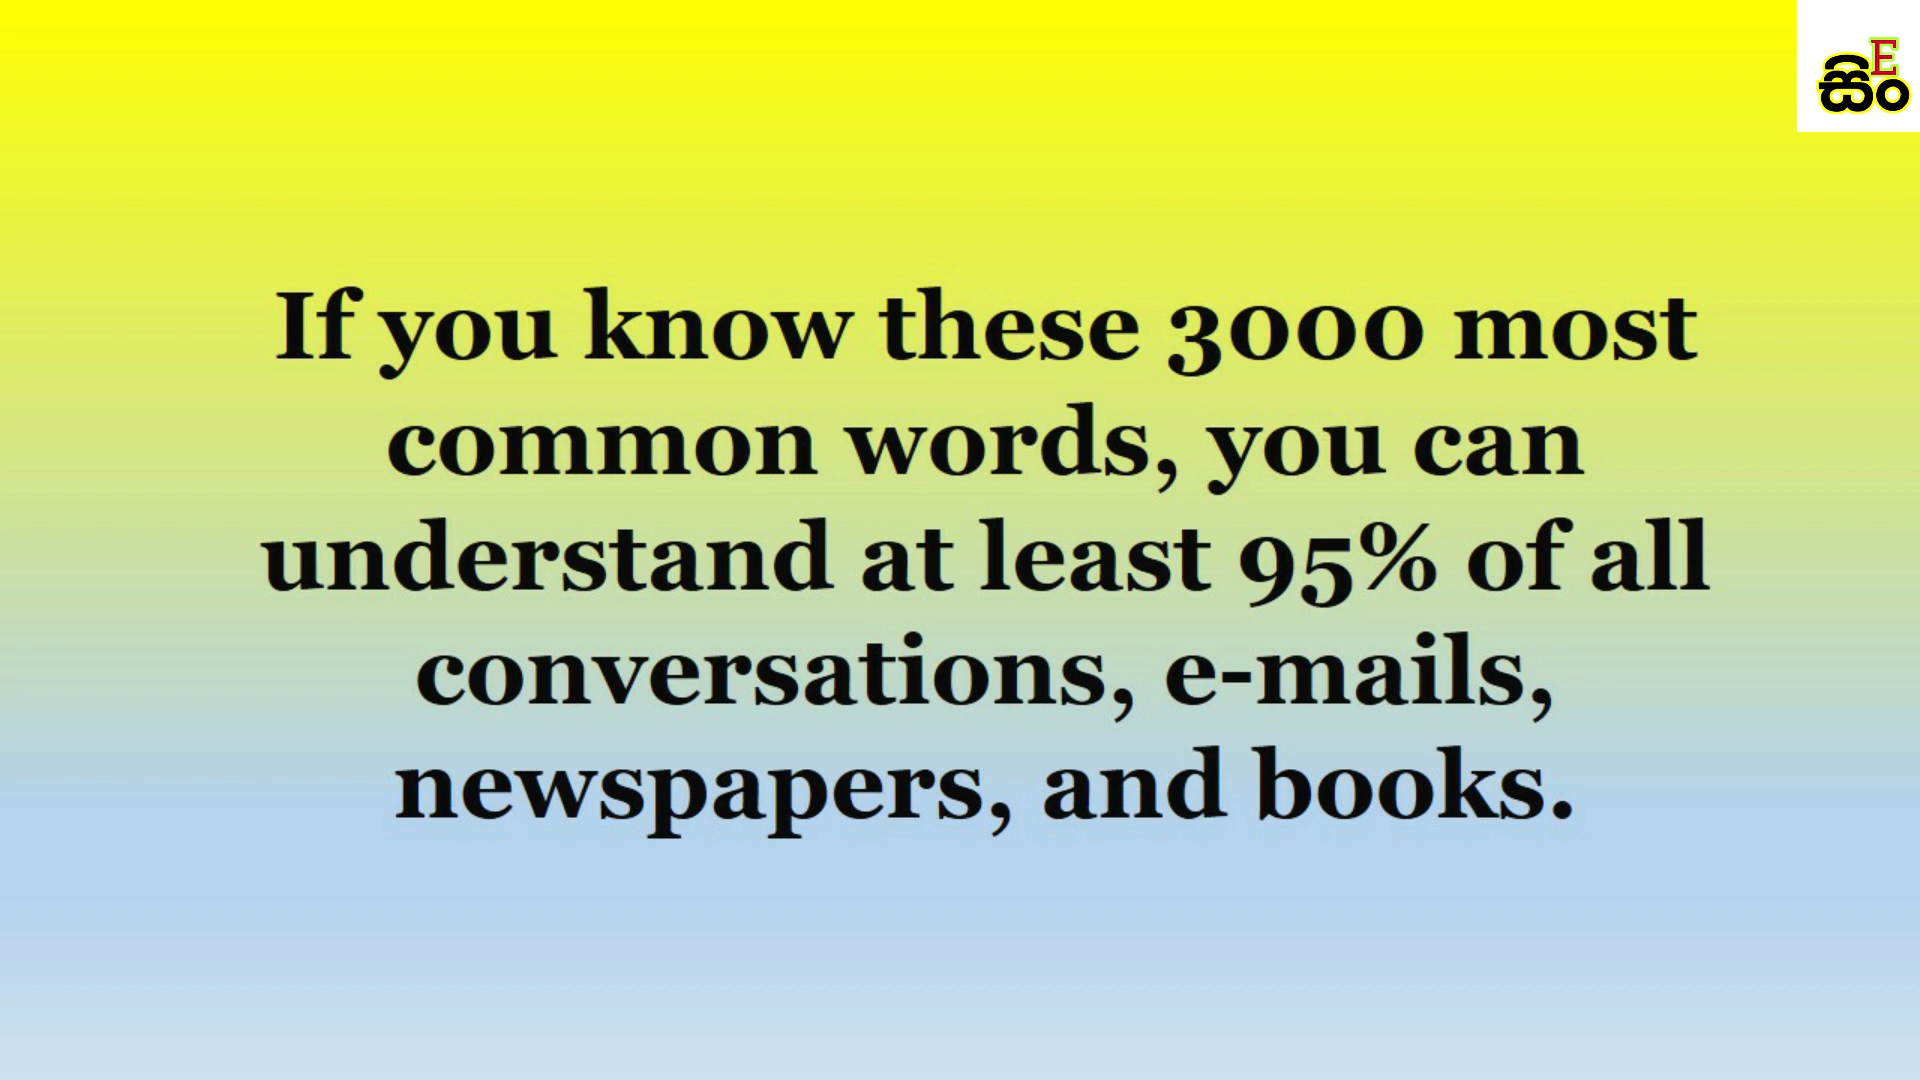 E
සිං
If you know these 3000 most
common words, you can
understand at least 95% of all
conversations, e-mails,
newspapers, and books.